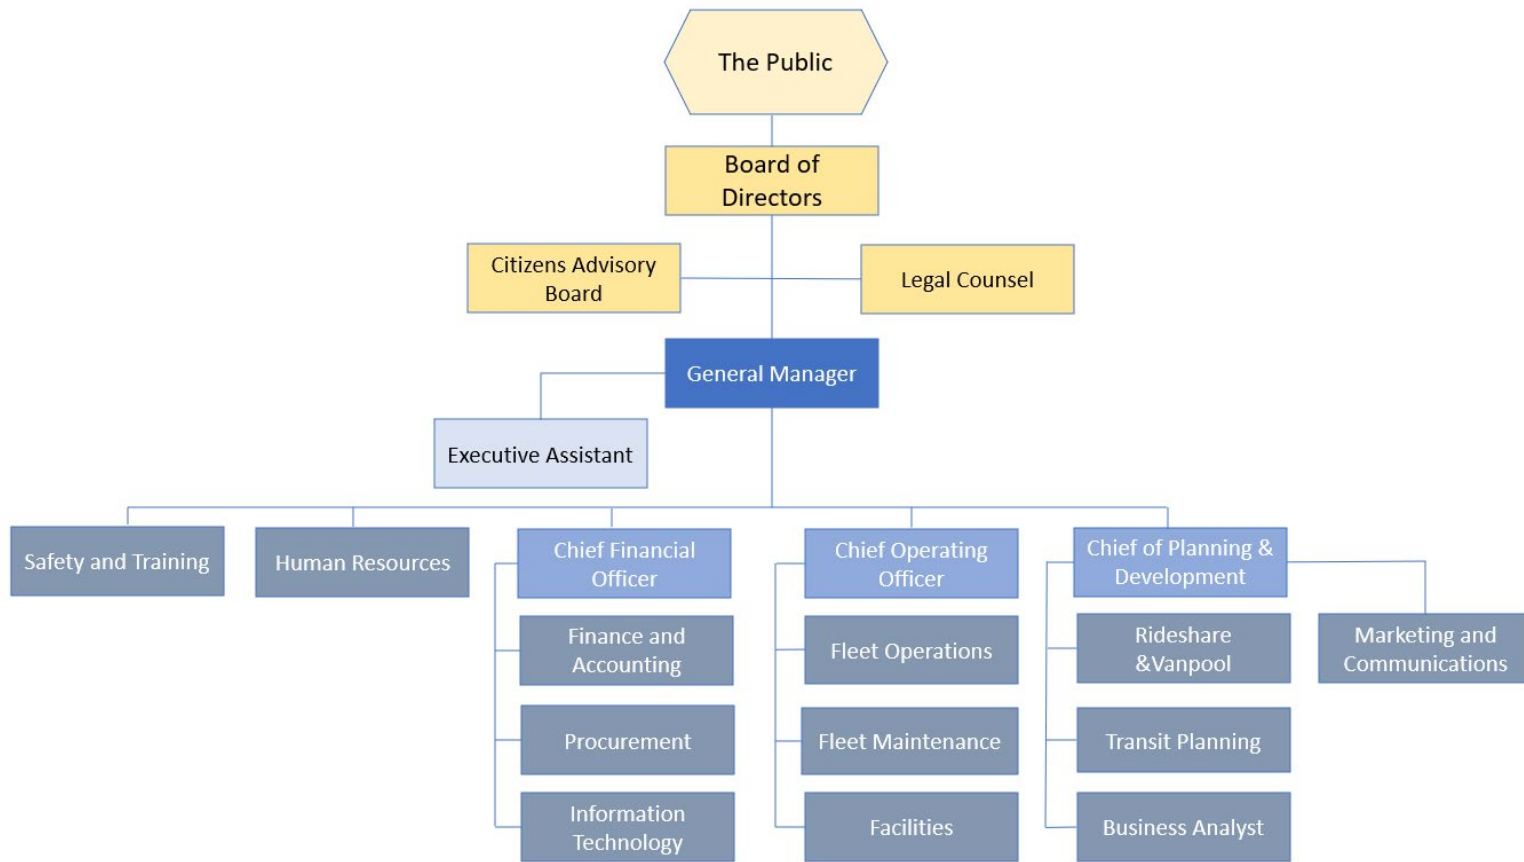 The Public
Board of
Directors
Citizens Advisory
Board
Legal Counsel
General Manager
Executive Assistant
Safety and Training
Human Resources
Chief Financial
Officer
Chief Operating
Officer
Chief of Planning &
Development
Finance and
Accounting
Fleet Operations
Rideshare
&Vanpool
Marketing and
Communications
Procurement
Fleet Maintenance
Transit Planning
Information
Technology
Facilities
Business Analyst